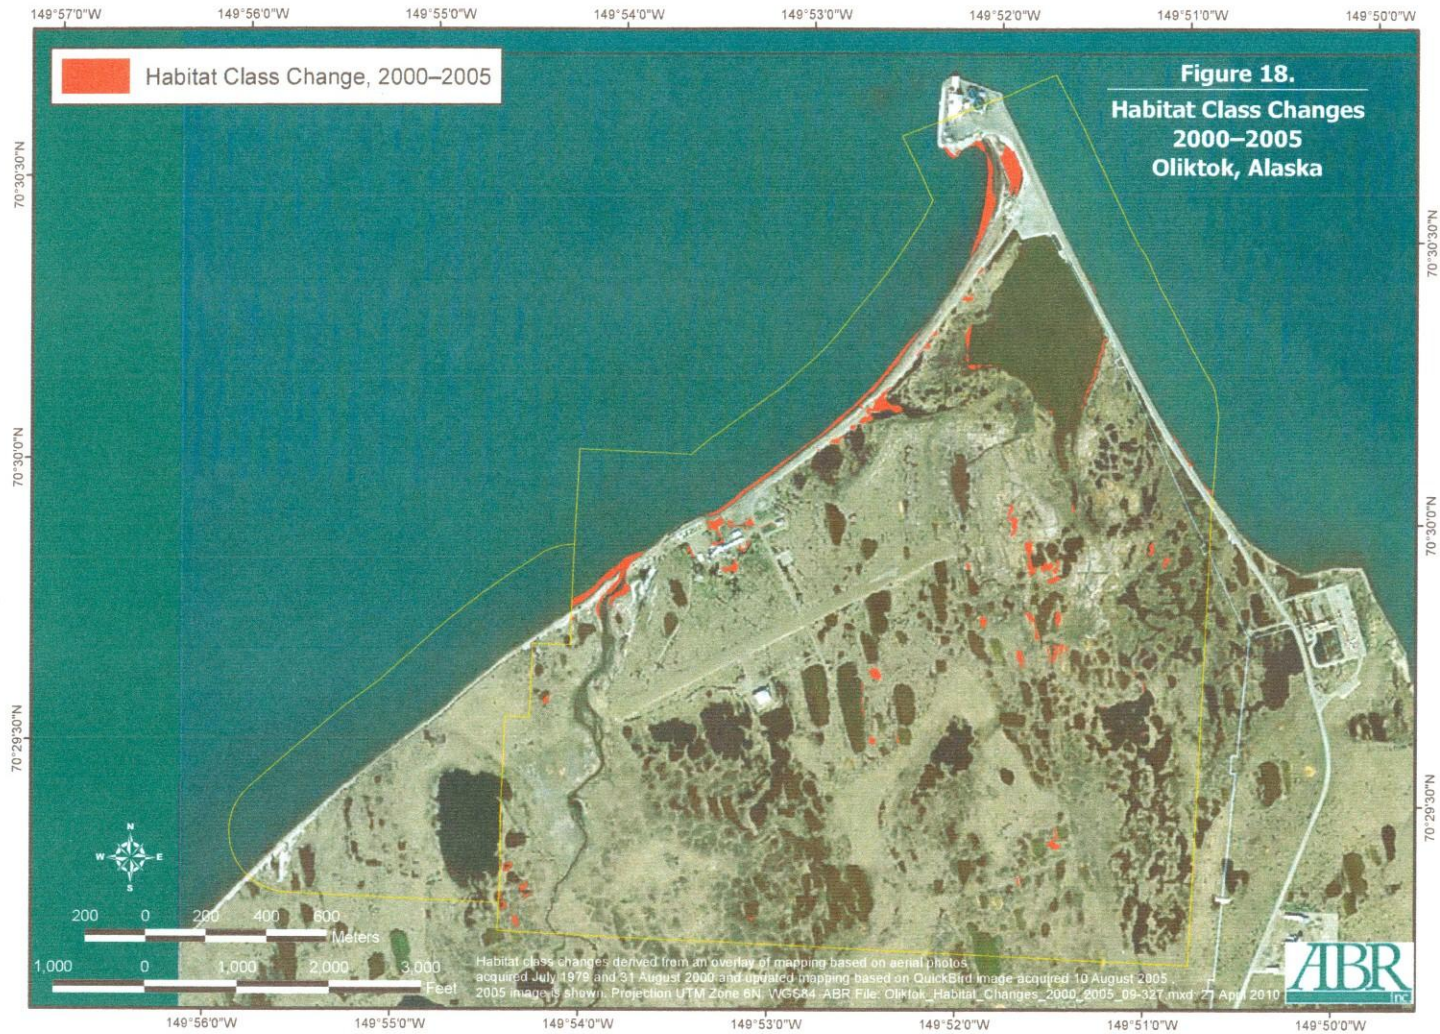 149°57'0"W 149°56'0"W 149°55'0"W 149°54'0"W 149°53'0"W 149°52'0"W 149°51'0"W 149°50'0"W
Habitat Class Change, 2000–2005
Figure 18.
Habitat Class Changes
2000–2005
Oliktok, Alaska
70°30'30"N
70°30'0"N
70°29'30"N
70°30'30"N
70°30'0"N
70°29'30"N
N
W E
S
200 0 200 400 600
Meters
1,000 0 1,000 2,000 3,000
Feet
Habitat class changes derived from an overlay of mapping based on aerial photos
acquired July 1979 and 31 August 2000 and updated mapping based on QuickBird image acquired 10 August 2005.
2005 image is shown. Projection UTM Zone 6N, WGS84. ABR File: Oliktok_Habitat_Changes_2000_2005_09-327.mxd; 21 April 2010
ABR
Inc
149°56'0"W 149°55'0"W 149°54'0"W 149°53'0"W 149°52'0"W 149°51'0"W 149°50'0"W